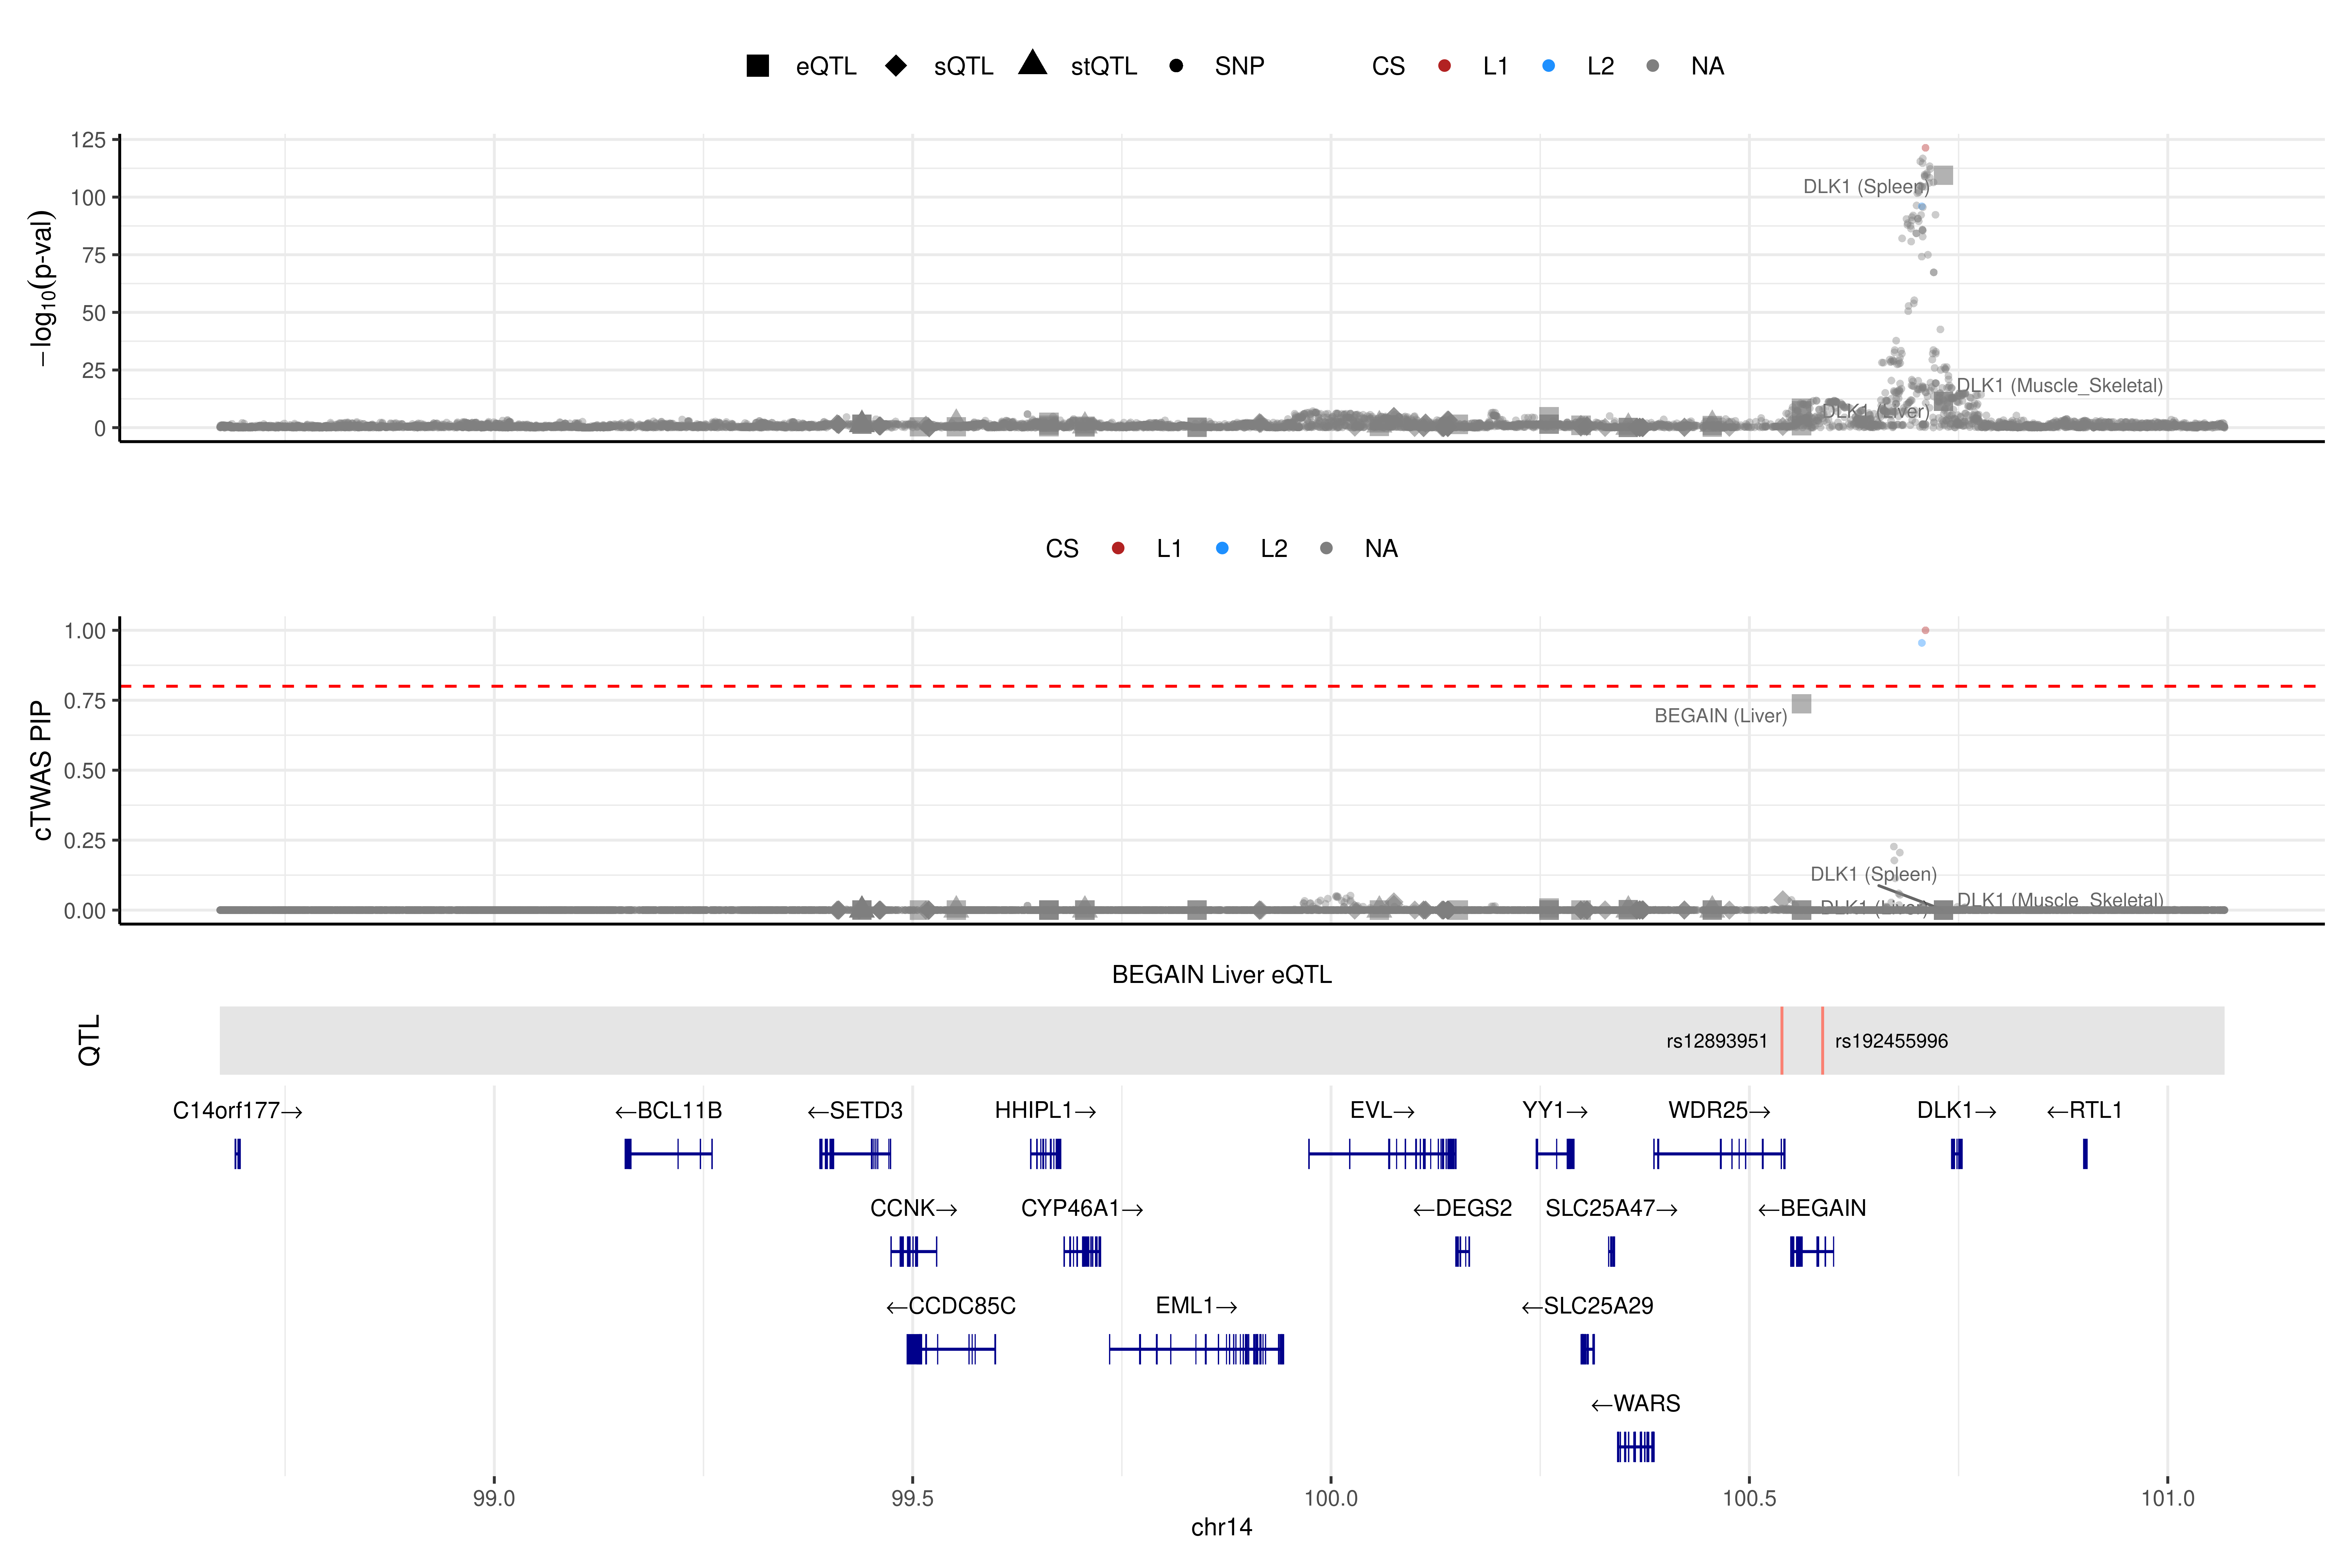 eQTL sQTL stQTL SNP CS L1 L2 NA
−log10(p-val)
125
100
75
50
25
0
DLK1 (Spleen)
DLK1 (Muscle_Skeletal)
DLK1 (Liver)
CS L1 L2 NA
cTWAS PIP
1.00
0.75
0.50
0.25
0.00
BEGAIN (Liver)
DLK1 (Spleen)
DLK1 (Muscle_Skeletal)
DLK1 (Liver)
BEGAIN Liver eQTL
QTL
rs12893951 rs192455996
C14orf177→ ←BCL11B ←SETD3 HHIPL1→ EVL→ YY1→ WDR25→ DLK1→ ←RTL1
CCNK→ CYP46A1→ ←DEGS2 SLC25A47→ ←BEGAIN
←CCDC85C EML1→ ←SLC25A29
←WARS
99.0 99.5 100.0 100.5 101.0
chr14